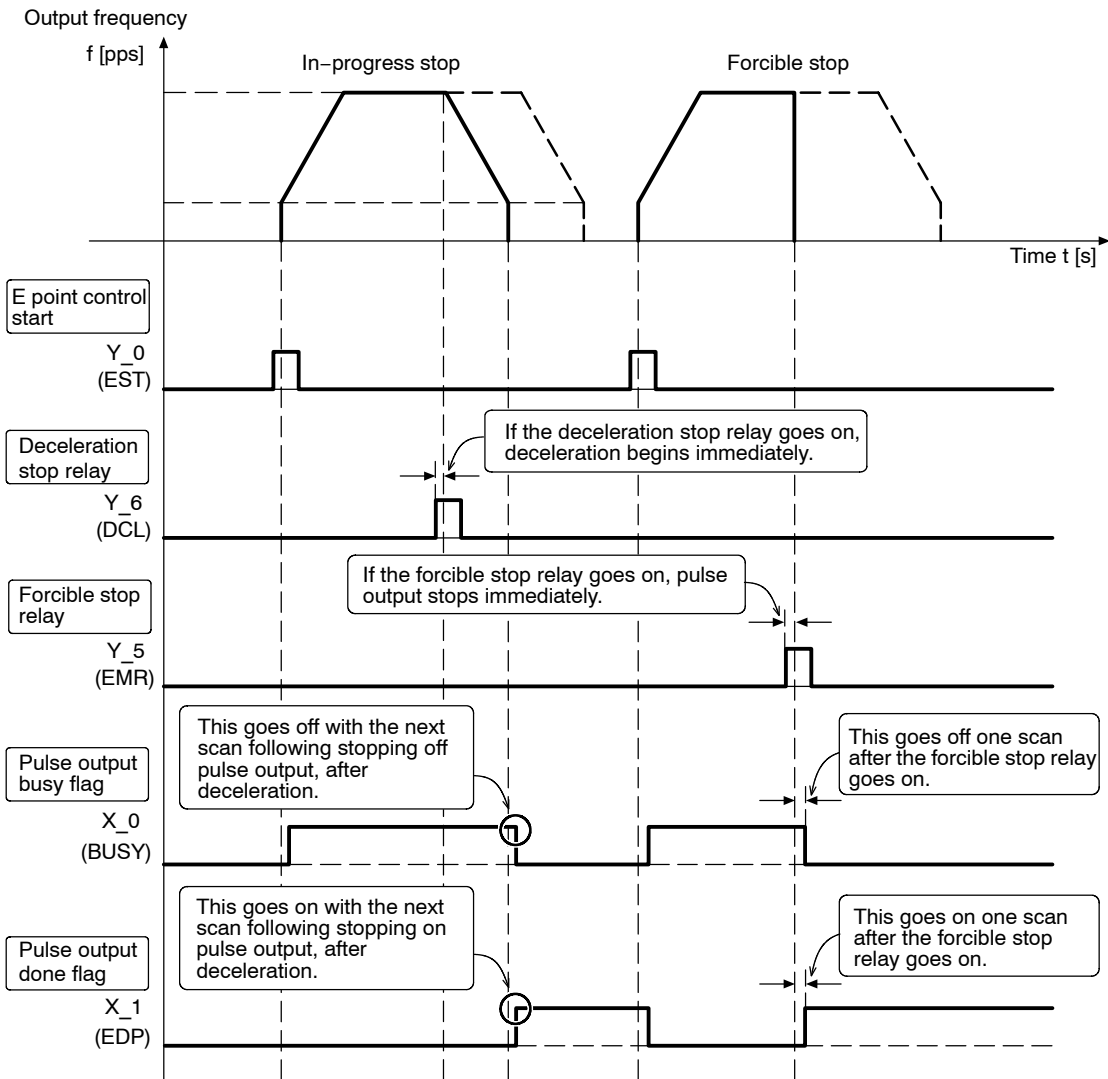 Output frequency
f [pps]
In−progress stop
Forcible stop
Time t [s]
E point control
start
Y_0
(EST)
If the deceleration stop relay goes on,
deceleration begins immediately.
Deceleration
stop relay
Y_6
(DCL)
If the forcible stop relay goes on, pulse
output stops immediately.
Forcible stop
relay
Y_5
(EMR)
This goes off with the next
scan following stopping off
pulse output, after
deceleration.
This goes off one scan
after the forcible stop relay
goes on.
Pulse output
busy flag
X_0
(BUSY)
This goes on with the next
scan following stopping on
pulse output, after
deceleration.
This goes on one scan
after the forcible stop
relay goes on.
Pulse output
done flag
X_1
(EDP)